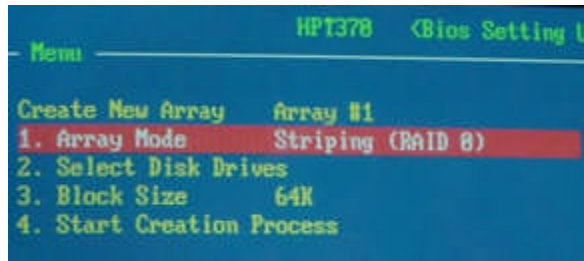 HPT370 <Bios Setting U
Menu
Create New Array Array #1
1. Array Mode Striping (RAID 0)
2. Select Disk Drives
3. Block Size 64K
4. Start Creation Process